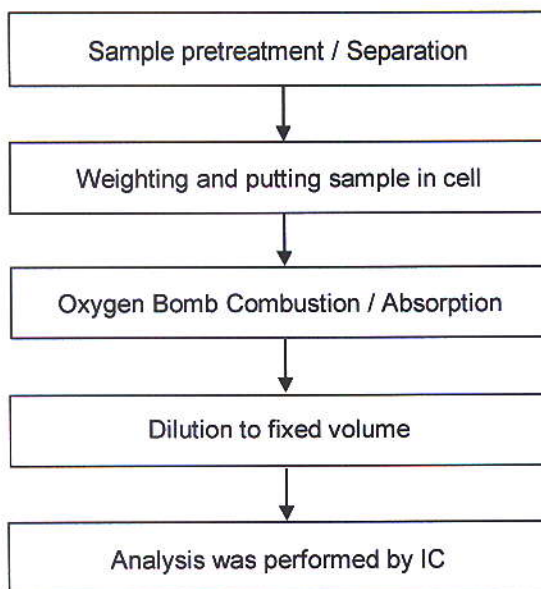 Sample pretreatment / Separation
Weighting and putting sample in cell
Oxygen Bomb Combustion / Absorption
Dilution to fixed volume
Analysis was performed by IC